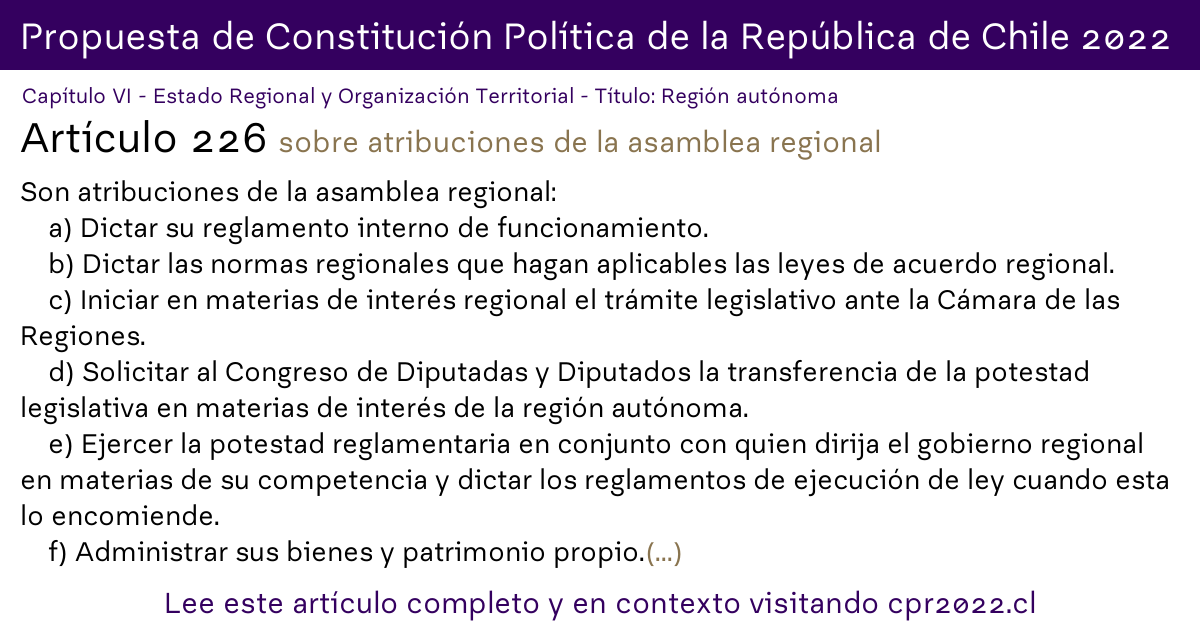 Propuesta de Constitución Política de la República de Chile 2022
Capítulo VI - Estado Regional y Organización Territorial - Título: Región autónoma
Artículo 226 sobre atribuciones de la asamblea regional
Son atribuciones de la asamblea regional:
a) Dictar su reglamento interno de funcionamiento.
b) Dictar las normas regionales que hagan aplicables las leyes de acuerdo regional.
c) Iniciar en materias de interés regional el trámite legislativo ante la Cámara de las
Regiones.
d) Solicitar al Congreso de Diputadas y Diputados la transferencia de la potestad
legislativa en materias de interés de la región autónoma.
e) Ejercer la potestad reglamentaria en conjunto con quien dirija el gobierno regional
en materias de su competencia y dictar los reglamentos de ejecución de ley cuando esta
lo encomiende.
f) Administrar sus bienes y patrimonio propio.(...)
Lee este artículo completo y en contexto visitando cpr2022.cl